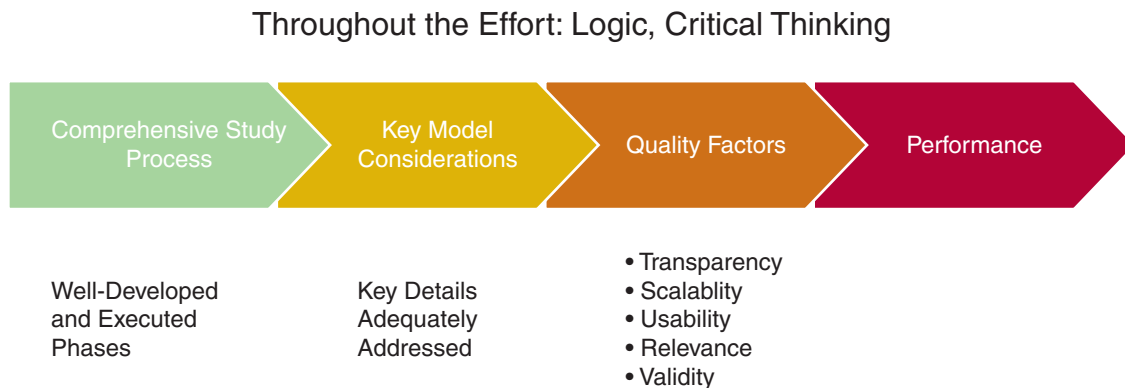 Throughout the Effort: Logic, Critical Thinking
Comprehensive Study
Process
Key Model
Considerations
Quality Factors
Performance
Well-Developed
and Executed
Phases
Key Details
Adequately
Addressed
• Transparency
• Scalablity
• Usability
• Relevance
• Validity